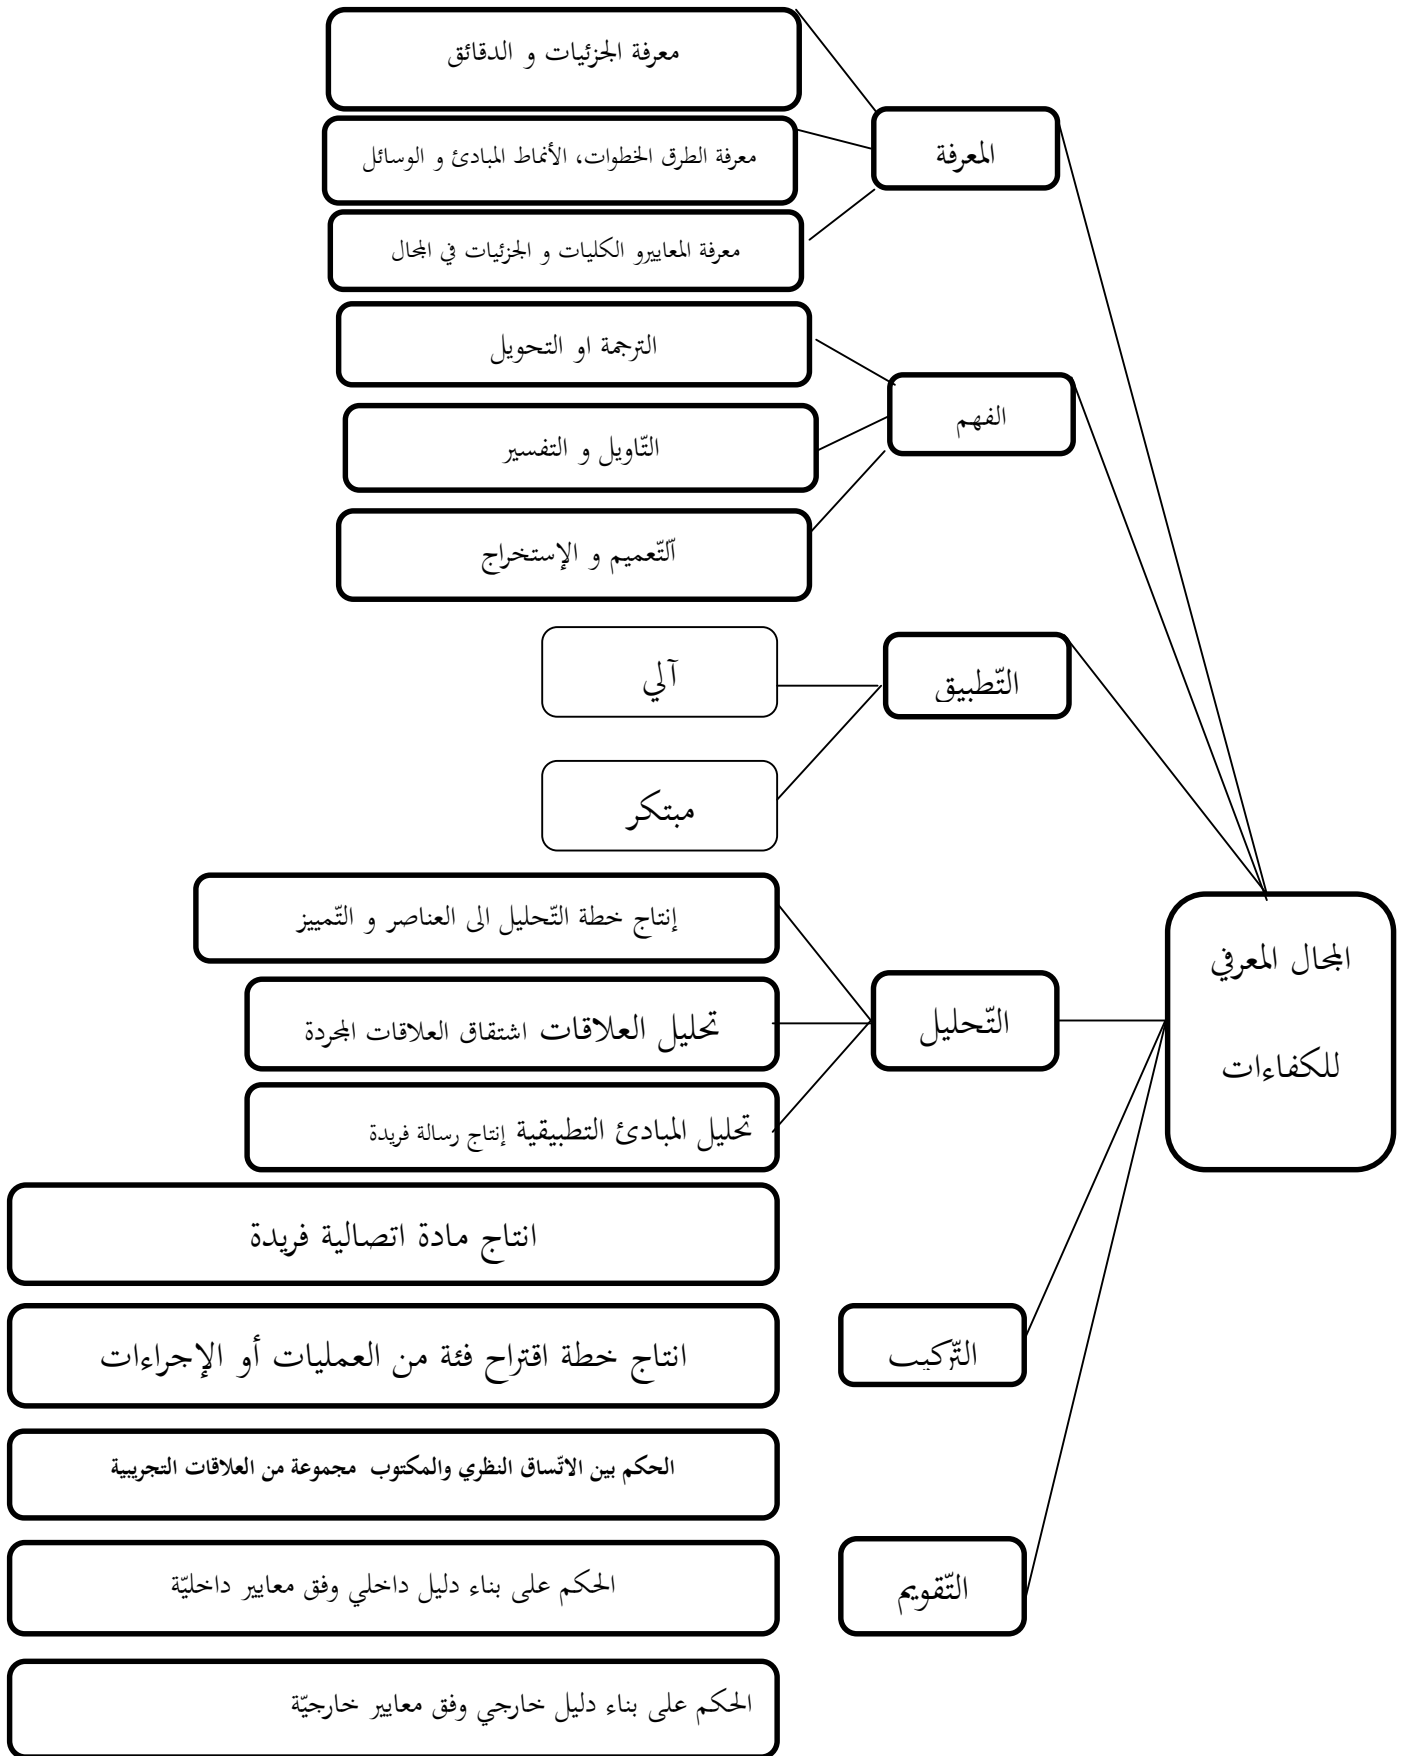 معرفة الجزئيات و الدقائق
المعرفة
معرفة الطرق الخطوات، الأنماط المبادئ و الوسائل
معرفة المعاييرو الكليات و الجزئيات في المجال
الترجمة او التحويل
الفهم
التّاويل و التفسير
آلتّعميم و الإستخراج
التّطبيق
آلي
مبتكر
المجال المعرفي
للكفاءات
إنتاج خطة التّحليل الى العناصر و التّمييز
التّحليل
تحليل العلاقات اشتقاق العلاقات المجردة
تحليل المبادئ التطبيقية إنتاج رسالة فريدة
انتاج مادة اتصالية فريدة
التّركيب
انتاج خطة اقتراح فئة من العمليات أو الإجراءات
الحكم بين الاتّساق النظري والمكتوب مجموعة من العلاقات التجريبية
التّقويم
الحكم على بناء دليل داخلي وفق معايير داخليّة
الحكم على بناء دليل خارجي وفق معايير خارجيّة